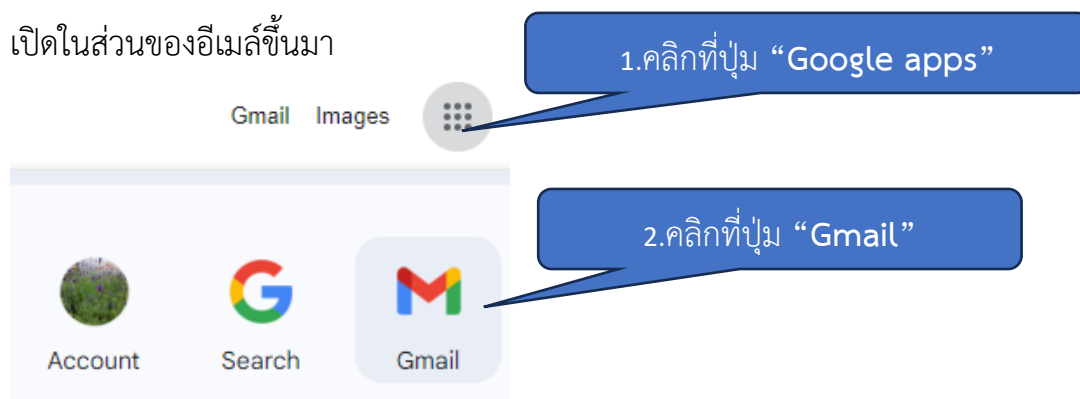 เปิดในส่วนของอีเมล์ขึ้นมา
1.คลิกที่ปุ่ม “Google apps”
Gmail Images
2.คลิกที่ปุ่ม “Gmail”
Account Search Gmail